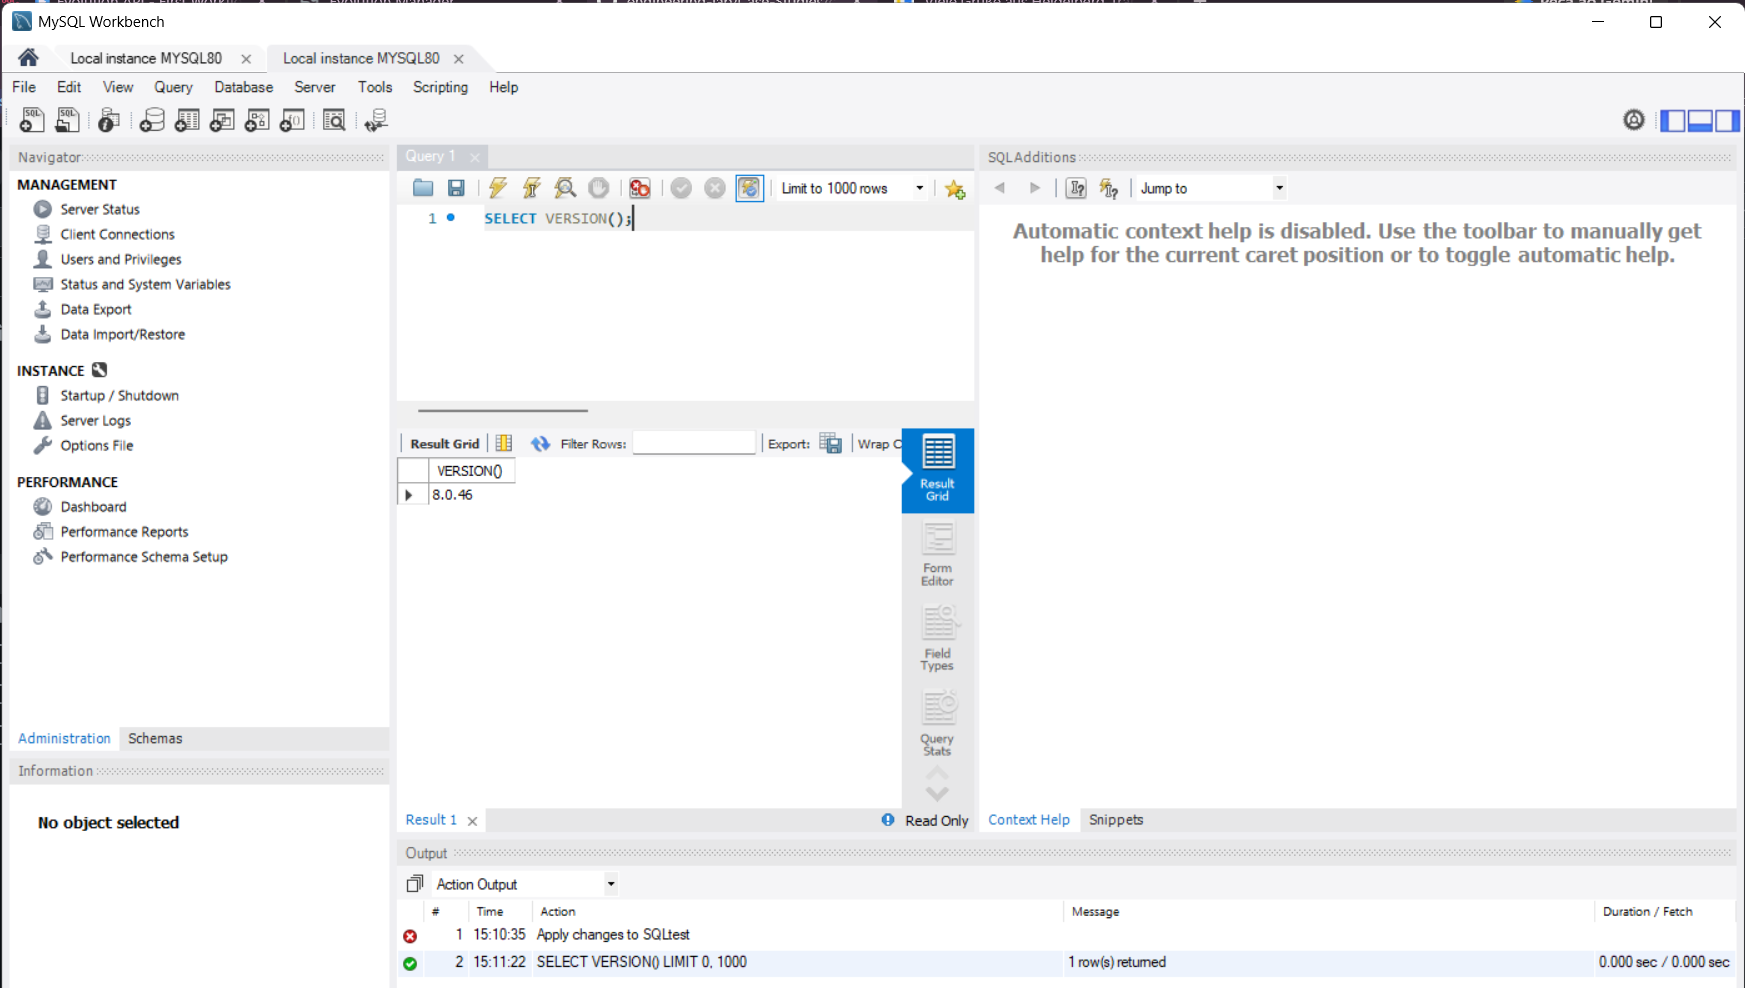 MySQL Workbench
Local instance MYSQL80
Local instance MYSQL80
File Edit View Query Database Server Tools Scripting Help
Navigator
MANAGEMENT
Server Status
Client Connections
Users and Privileges
Status and System Variables
Data Export
Data Import/Restore
INSTANCE
Startup / Shutdown
Server Logs
Options File
PERFORMANCE
Dashboard
Performance Reports
Performance Schema Setup
Administration Schemas
Information
No object selected
Query 1
Limit to 1000 rows
1 SELECT VERSION();
Result Grid Filter Rows: Export: Wrap C
VERSION()
8.0.46
Result
Grid
Form
Editor
Field
Types
Query
Stats
Result 1 Read Only
SQLAdditions
Jump to
Automatic context help is disabled. Use the toolbar to manually get
help for the current caret position or to toggle automatic help.
Context Help Snippets
Output
Action Output
# Time Action Message Duration / Fetch
1 15:10:35 Apply changes to SQLtest
2 15:11:22 SELECT VERSION() LIMIT 0, 1000 1 row(s) returned 0.000 sec / 0.000 sec